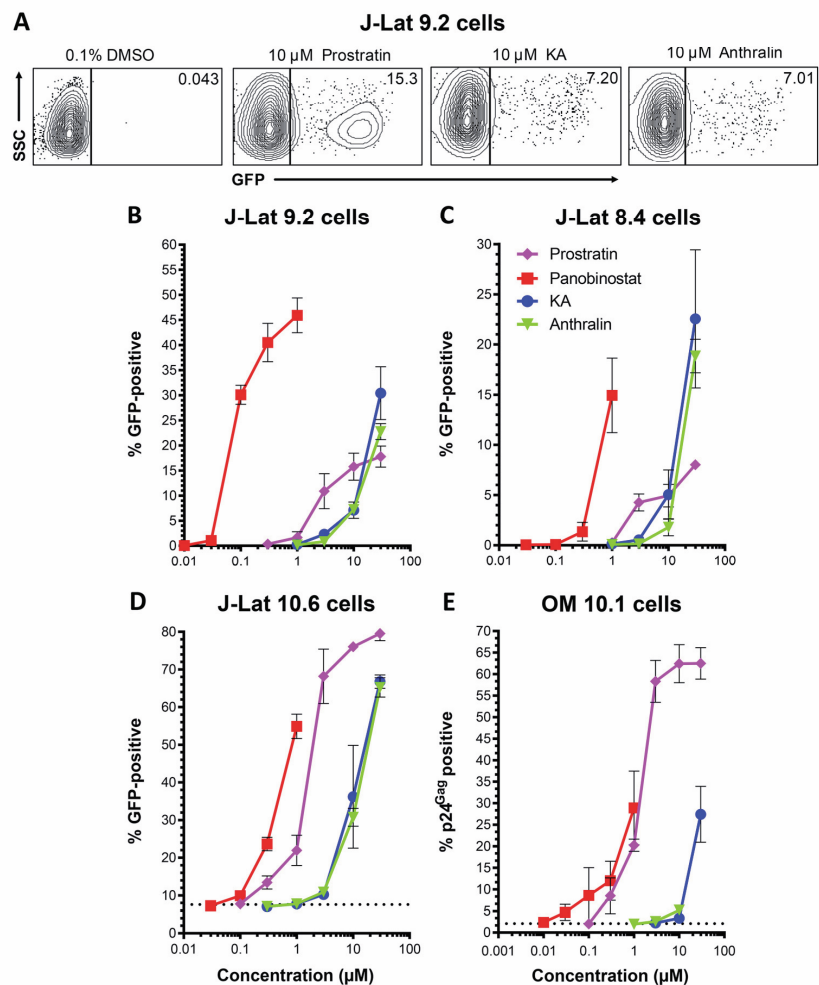 A
J-Lat 9.2 cells
0.1% DMSO
10 µM Prostratin
10 µM KA
10 µM Anthralin
0.043
15.3
7.20
7.01
SSC
GFP
B
J-Lat 9.2 cells
% GFP-positive
60
55
50
45
40
35
30
25
20
15
10
5
0
0.01
0.1
1
10
100
C
J-Lat 8.4 cells
Prostratin
Panobinostat
KA
Anthralin
% GFP-positive
30
25
20
15
10
5
0
0.01
0.1
1
10
100
D
J-Lat 10.6 cells
% GFP-positive
80
70
60
50
40
30
20
10
0
0.01
0.1
1
10
100
Concentration (µM)
E
OM 10.1 cells
% p24Gag positive
70
65
60
55
50
45
40
35
30
25
20
15
10
5
0
0.001
0.01
0.1
1
10
100
Concentration (µM)